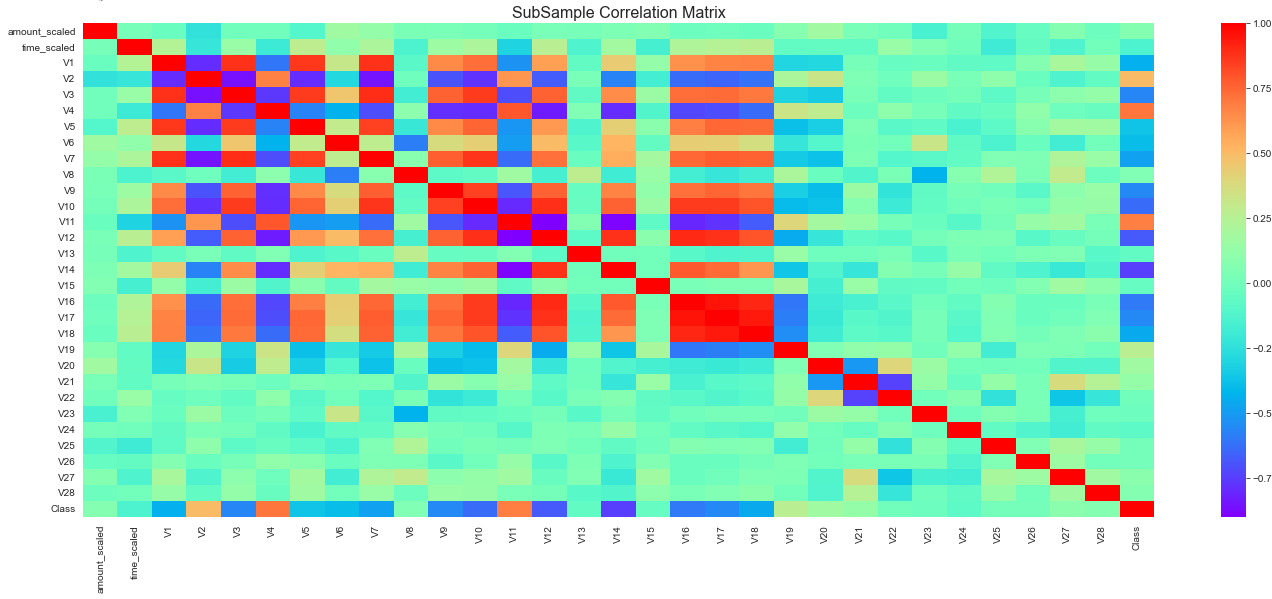 SubSample Correlation Matrix
amount_scaled
time_scaled
V1
V2
V3
V4
V5
V6
V7
V8
V9
V10
V11
V12
V13
V14
V15
V16
V17
V18
V19
V20
V21
V22
V23
V24
V25
V26
V27
V28
Class
amount_scaled
time_scaled
V1
V2
V3
V4
V5
V6
V7
V8
V9
V10
V11
V12
V13
V14
V15
V16
V17
V18
V19
V20
V21
V22
V23
V24
V25
V26
V27
V28
Class
1.00
0.75
0.50
0.25
0.00
-0.25
-0.50
-0.75